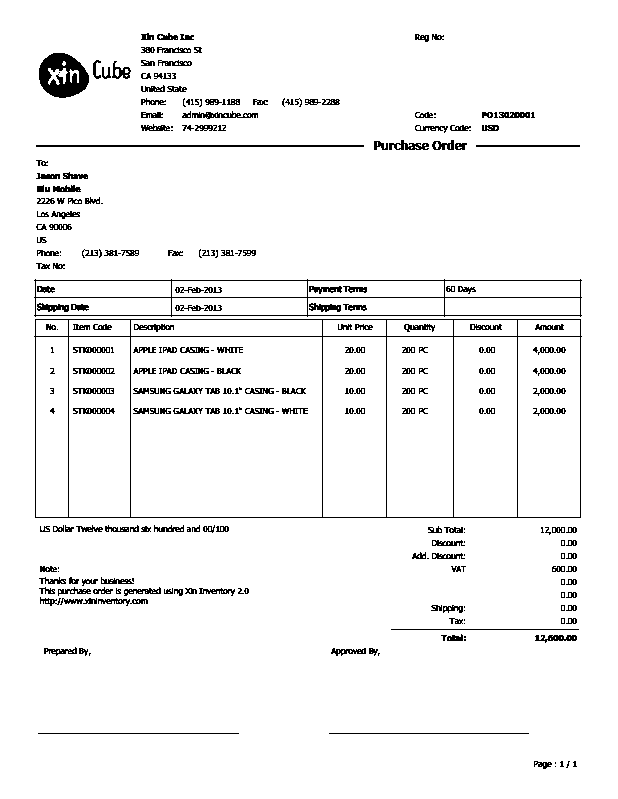 xin Cube
Xin Cube Inc
Reg No:
380 Francisco St
San Francisco
CA 94133
United State
Phone: (415) 989-1188 Fax: (415) 989-2288
Email: admin@xincube.com Code: PO13020001
Website: 74-2999212 Currency Code: USD
Purchase Order
To:
Jason Shave
Blu Mobile
2226 W Pico Blvd.
Los Angeles
CA 90006
US
Phone: (213) 381-7589 Fax: (213) 381-7599
Tax No:
Date 02-Feb-2013 Payment Terms 60 Days
Shipping Date 02-Feb-2013 Shipping Terms
No. Item Code Description Unit Price Quantity Discount Amount
1 STK000001 APPLE IPAD CASING - WHITE 20.00 200 PC 0.00 4,000.00
2 STK000002 APPLE IPAD CASING - BLACK 20.00 200 PC 0.00 4,000.00
3 STK000003 SAMSUNG GALAXY TAB 10.1" CASING - BLACK 10.00 200 PC 0.00 2,000.00
4 STK000004 SAMSUNG GALAXY TAB 10.1" CASING - WHITE 10.00 200 PC 0.00 2,000.00
US Dollar Twelve thousand six hundred and 00/100 Sub Total: 12,000.00
Discount: 0.00
Add. Discount: 0.00
Note: VAT 600.00
Thanks for your business! 0.00
This purchase order is generated using Xin Inventory 2.0 0.00
http://www.xininventory.com
Shipping: 0.00
Tax: 0.00
Total: 12,600.00
Prepared By, Approved By,
Page : 1 / 1